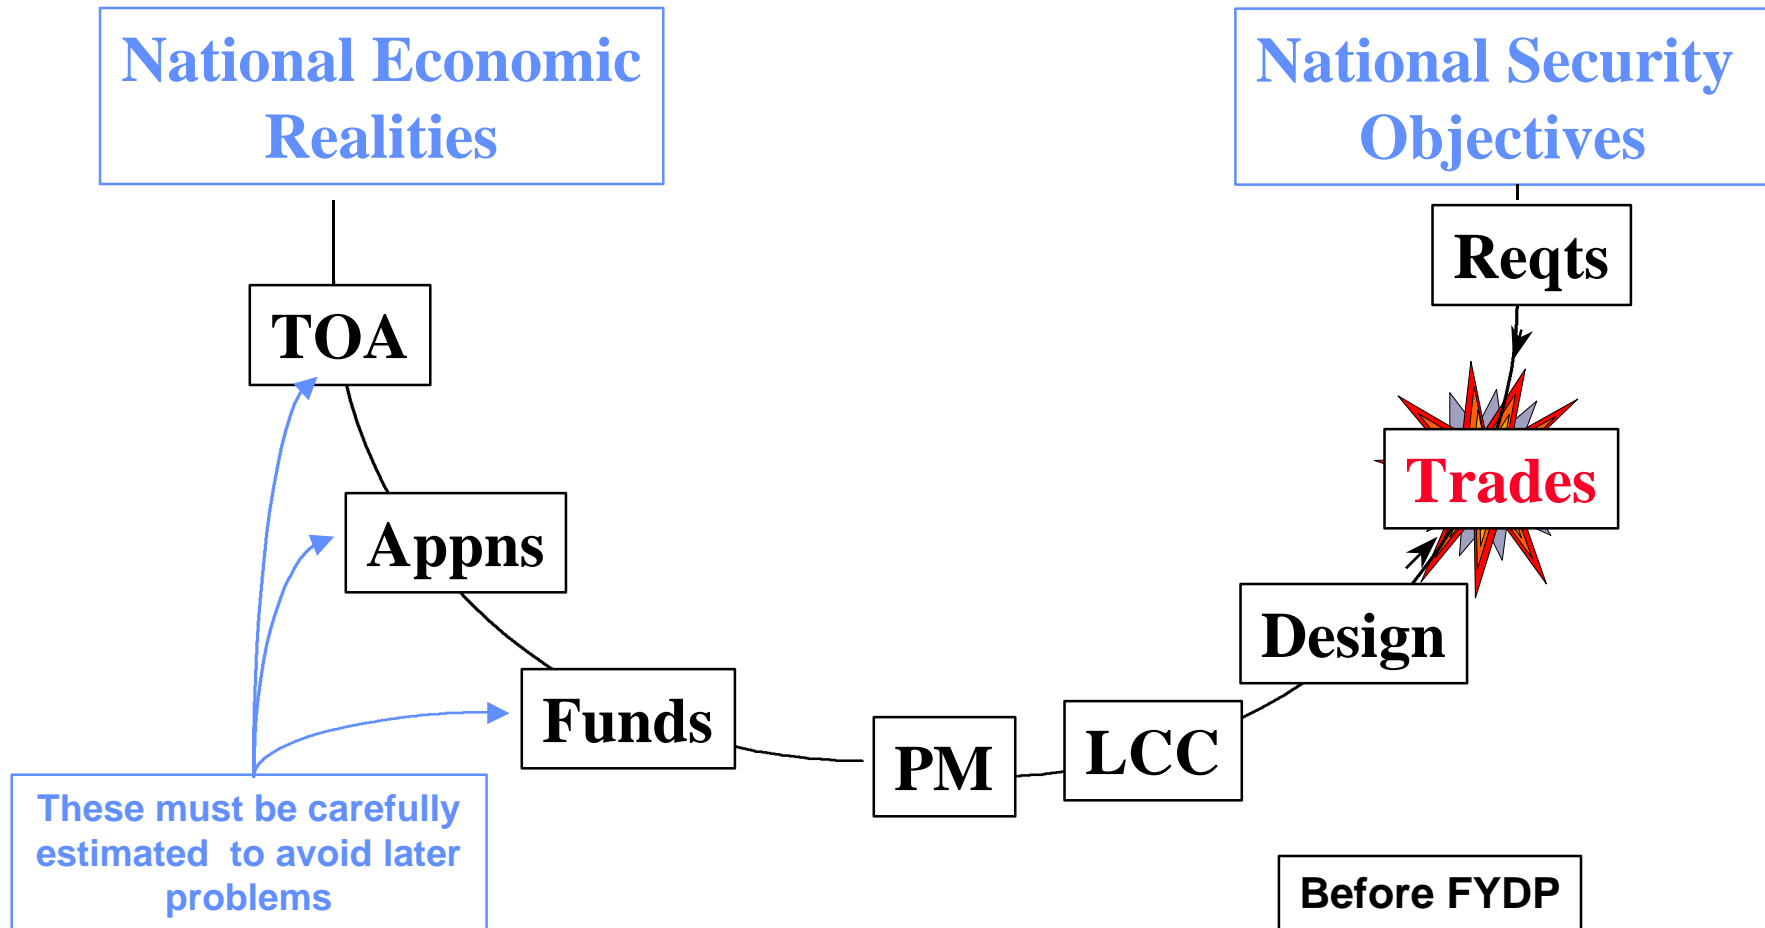 National Economic
Realities
National Security
Objectives
Reqts
TOA
Trades
Appns
Design
Funds
PM
LCC
These must be carefully
estimated to avoid later
problems
Before FYDP